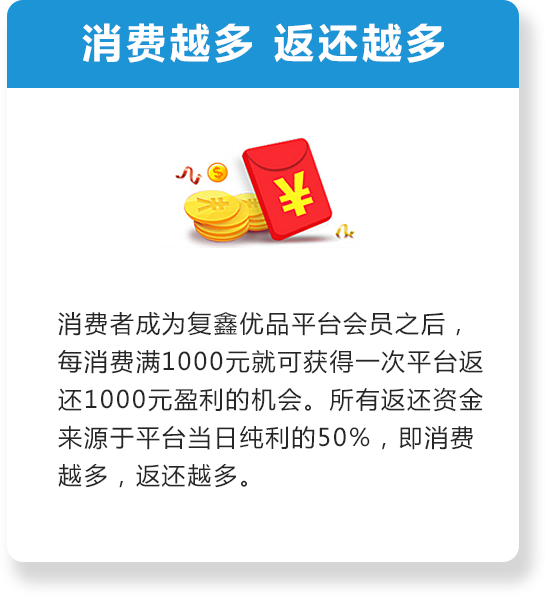 消费越多 返还越多
¥
$
消费者成为复鑫优品平台会员之后，
每消费满1000元就可获得一次平台返
还1000元盈利的机会。所有返还资金
来源于平台当日纯利的50%，即消费
越多，返还越多。